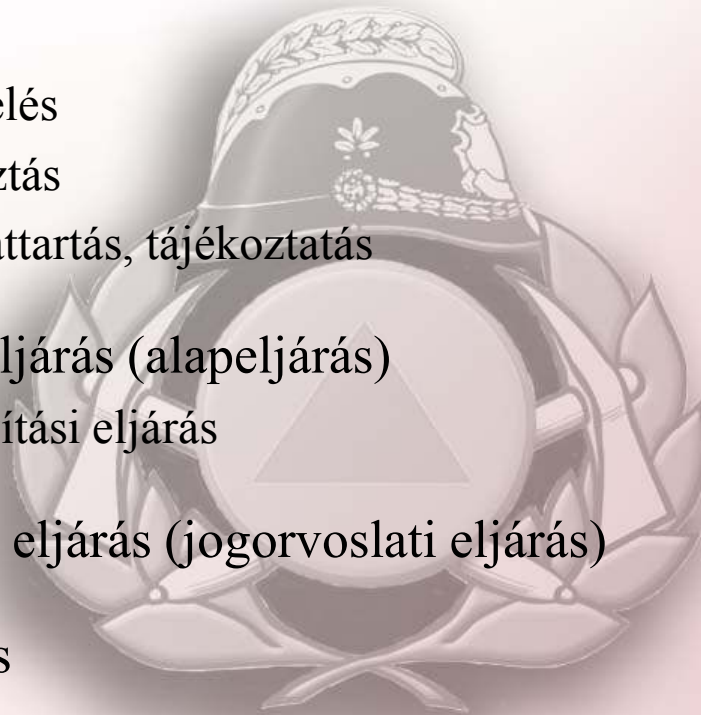 elés
ztás
attartás, tájékoztatás
ljárás (alapeljárás)
ítási eljárás
eljárás (jogorvoslati eljárás)
s